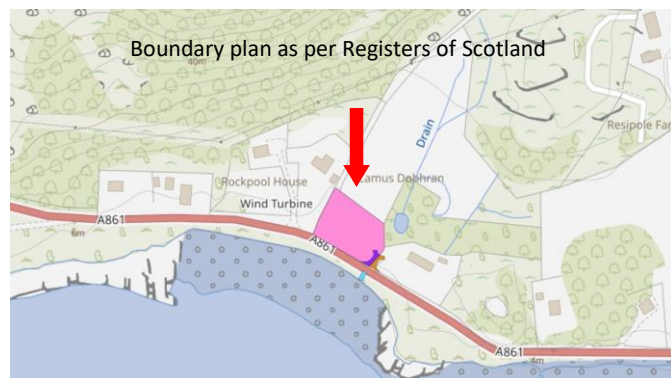 Boundary plan as per Registers of Scotland
40m
Drain
Resipole Far
Rockpool House
Camus Dobhran
Wind Turbine
A861
6m
A861
A861
4m